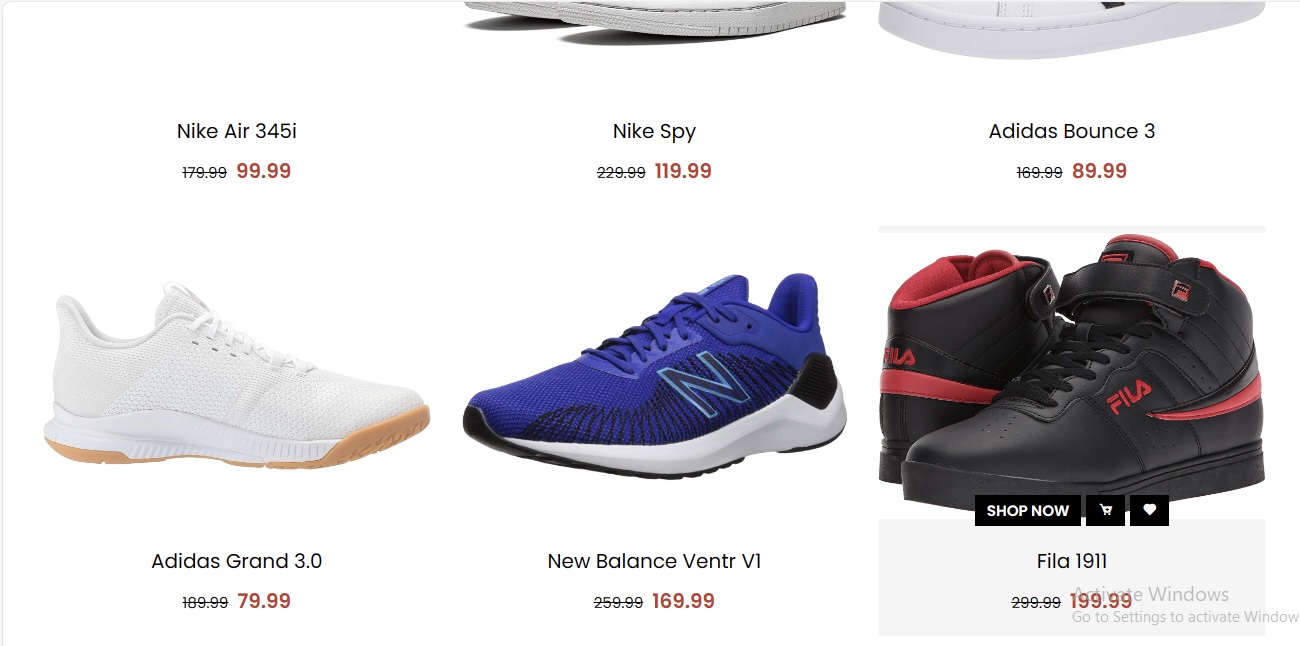 Nike Air 345i
Nike Spy
Adidas Bounce 3
179.99 99.99
229.99 119.99
169.99 89.99
FILA
FILA
SHOP NOW
Adidas Grand 3.0
New Balance Ventr V1
Fila 1911
189.99 79.99
259.99 169.99
299.99 199.99
Activate Windows
Go to Settings to activate Window